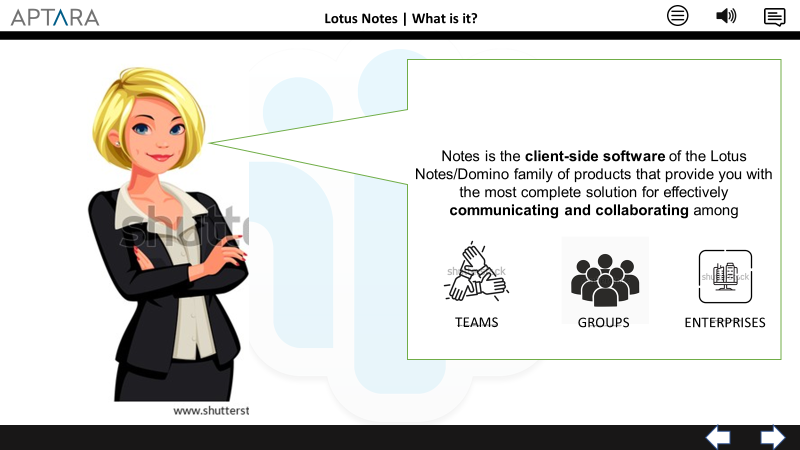 APTARA
Lotus Notes | What is it?
Notes is the client-side software of the Lotus
Notes/Domino family of products that provide you with
the most complete solution for effectively
communicating and collaborating among
shutterst
TEAMS
GROUPS
ENTERPRISES
www.shutterst